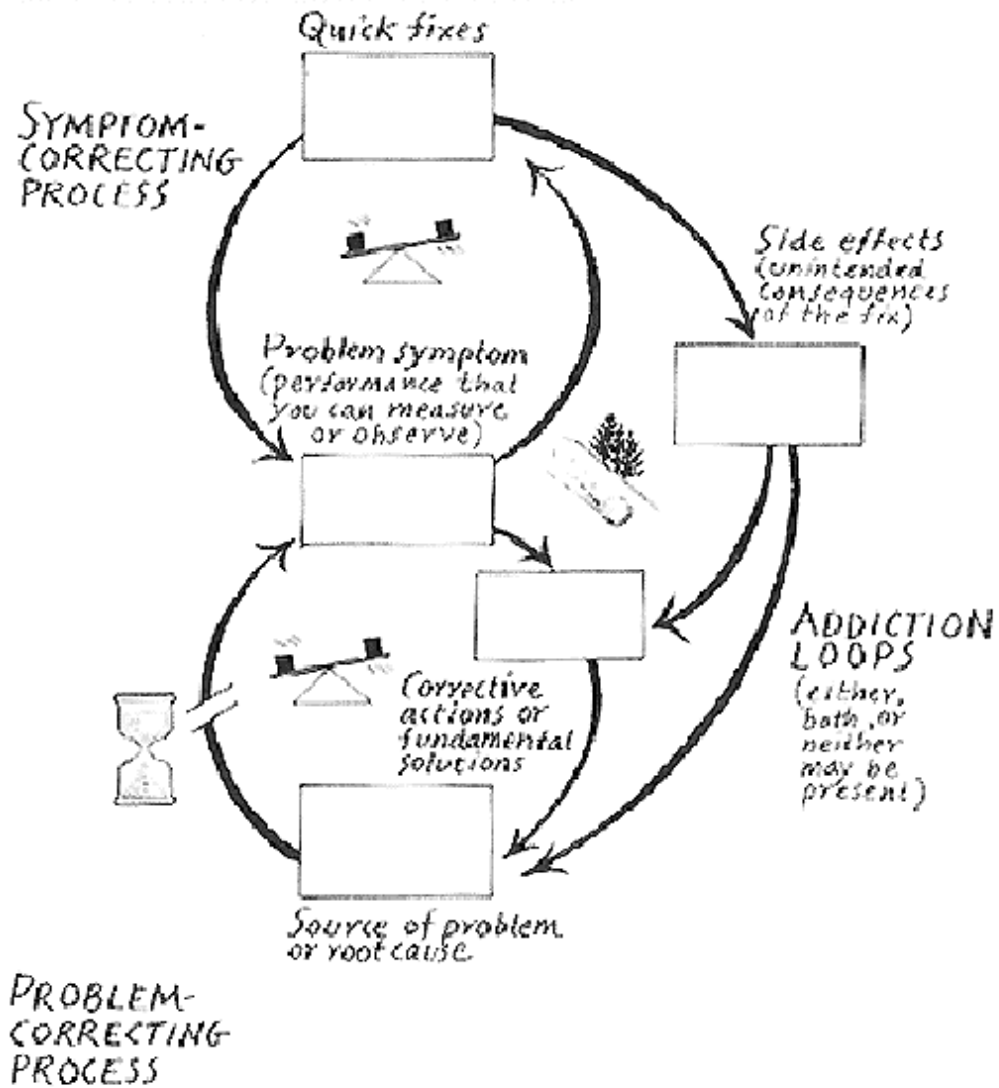 Quick fixes
SYMPTOM-
CORRECTING
PROCESS
Side effects
(unintended
consequences
of the fix)
Problem symptom
(performance that
you can measure
or observe)
ADDICTION
LOOPS
(either,
both, or
neither
may be
present)
Corrective
actions or
fundamental
solutions
Source of problem
or root cause
PROBLEM-
CORRECTING
PROCESS